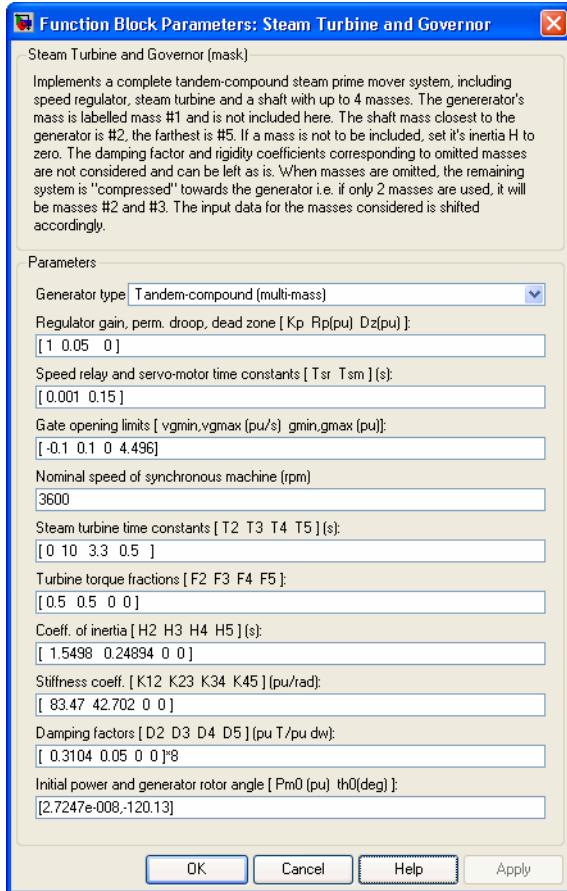 Function Block Parameters: Steam Turbine and Governor
Steam Turbine and Governor (mask)
Implements a complete tandem-compound steam prime mover system, including
speed regulator, steam turbine and a shaft with up to 4 masses. The genererator's
mass is labelled mass #1 and is not included here. The shaft mass closest to the
generator is #2, the farthest is #5. If a mass is not to be included, set it's inertia H to
zero. The damping factor and rigidity coefficients corresponding to omitted masses
are not considered and can be left as is. When masses are omitted, the remaining
system is "compressed" towards the generator i.e. if only 2 masses are used, it will
be masses #2 and #3. The input data for the masses considered is shifted
accordingly.
Parameters
Generator type Tandem-compound (multi-mass)
Regulator gain, perm. droop, dead zone [ Kp Rp(pu) Dz(pu) ]:
[ 1 0.05 0 ]
Speed relay and servo-motor time constants [ Tsr Tsm ] (s):
[ 0.001 0.15 ]
Gate opening limits [ vgmin,vgmax (pu/s) gmin,gmax (pu)]:
[ -0.1 0.1 0 4.496]
Nominal speed of synchronous machine (rpm)
3600
Steam turbine time constants [ T2 T3 T4 T5 ] (s):
[ 0 10 3.3 0.5 ]
Turbine torque fractions [ F2 F3 F4 F5 ]:
[ 0.5 0.5 0 0 ]
Coeff. of inertia [ H2 H3 H4 H5 ] (s):
[ 1.5498 0.24894 0 0 ]
Stiffness coeff. [ K12 K23 K34 K45 ] (pu/rad):
[ 83.47 42.702 0 0 ]
Damping factors [ D2 D3 D4 D5 ] (pu T/pu dw):
[ 0.3104 0.05 0 0 ]*8
Initial power and generator rotor angle [ Pm0 (pu) th0(deg) ]:
[2.7247e-008,-120.13]
OK Cancel Help Apply